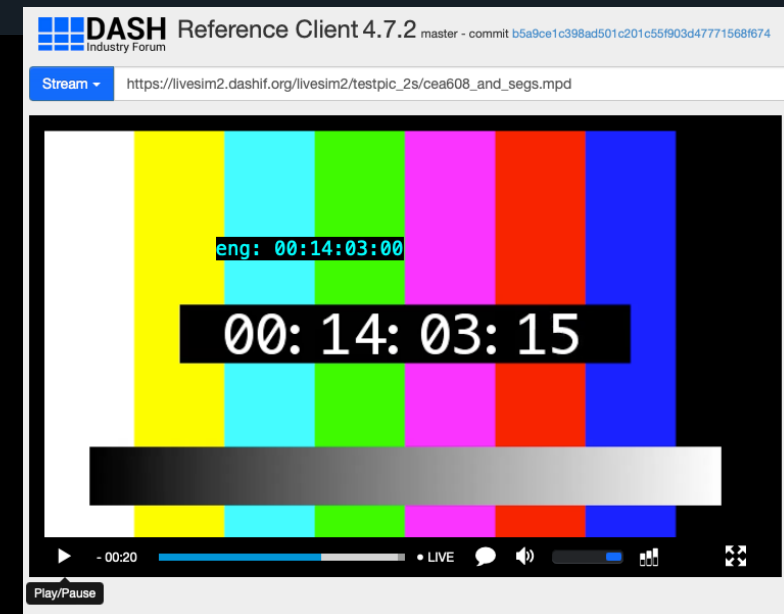 DASH Reference Client 4.7.2 master - commit b5a9ce1c398ad501c201c55f903d47771568f674
Industry Forum
Stream https://livesim2.dashif.org/livesim2/testpic_2s/cea608_and_segs.mpd
eng: 00:14:03:00
00:14:03:15
- 00:20 • LIVE
Play/Pause